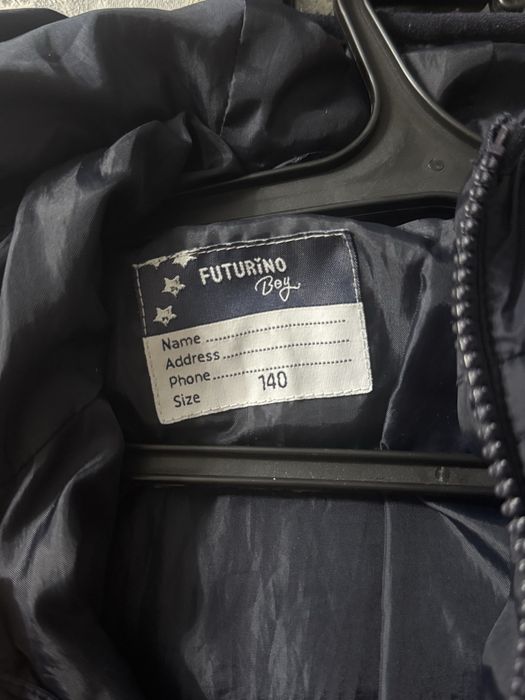 FUTURiNO
Boy
Name
Address
Phone
Size 140